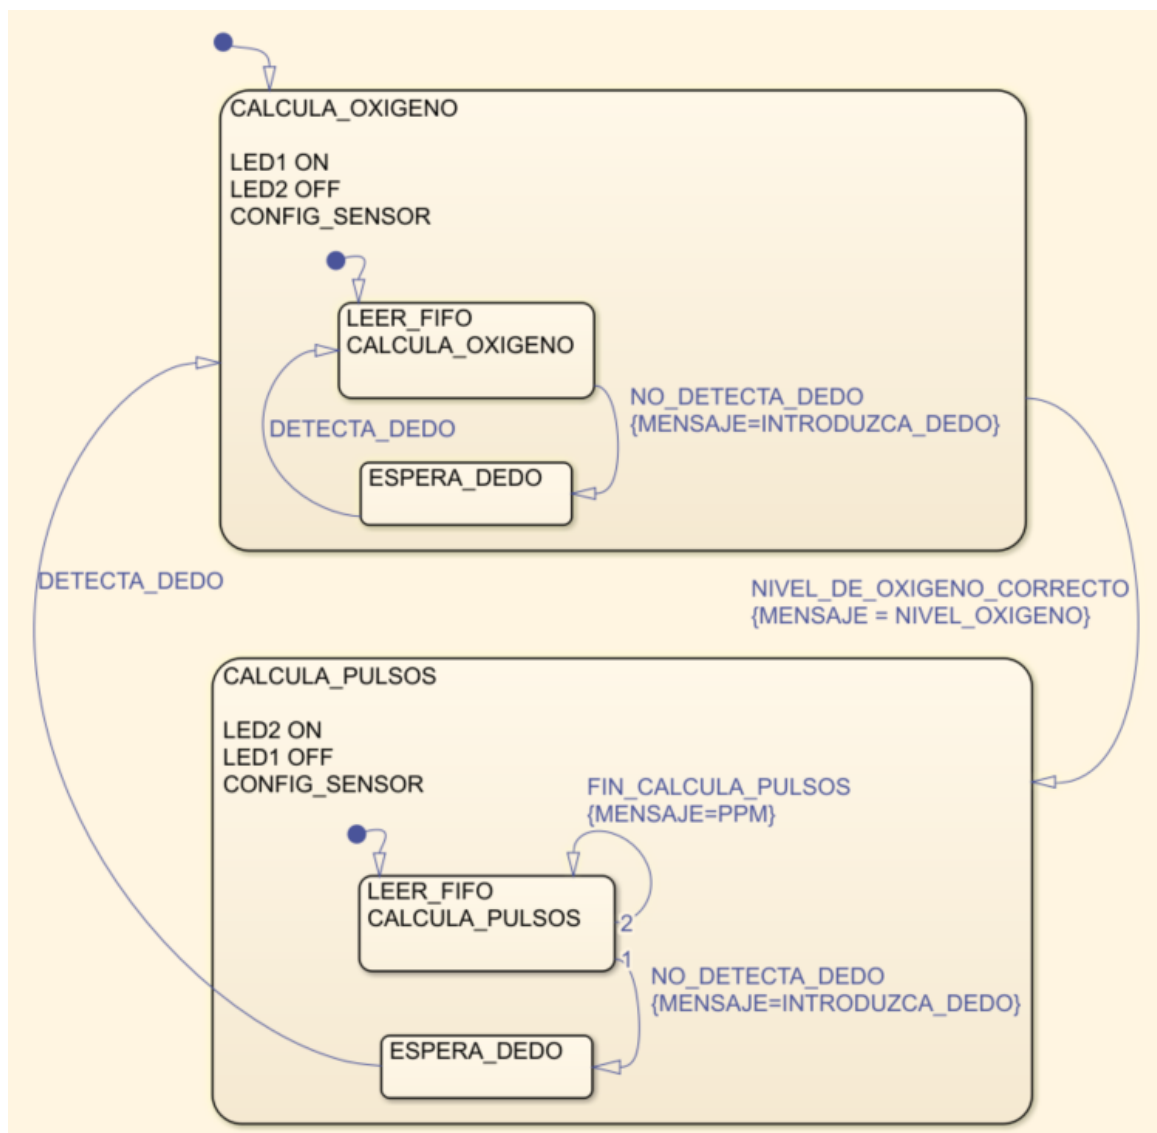 CALCULA_OXIGENO
LED1 ON
LED2 OFF
CONFIG_SENSOR
LEER_FIFO
CALCULA_OXIGENO
NO_DETECTA_DEDO
{MENSAJE=INTRODUZCA_DEDO}
DETECTA_DEDO
ESPERA_DEDO
DETECTA_DEDO
NIVEL_DE_OXIGENO_CORRECTO
{MENSAJE = NIVEL_OXIGENO}
CALCULA_PULSOS
LED2 ON
LED1 OFF
CONFIG_SENSOR
FIN_CALCULA_PULSOS
{MENSAJE=PPM}
LEER_FIFO
CALCULA_PULSOS
2
1
NO_DETECTA_DEDO
{MENSAJE=INTRODUZCA_DEDO}
ESPERA_DEDO